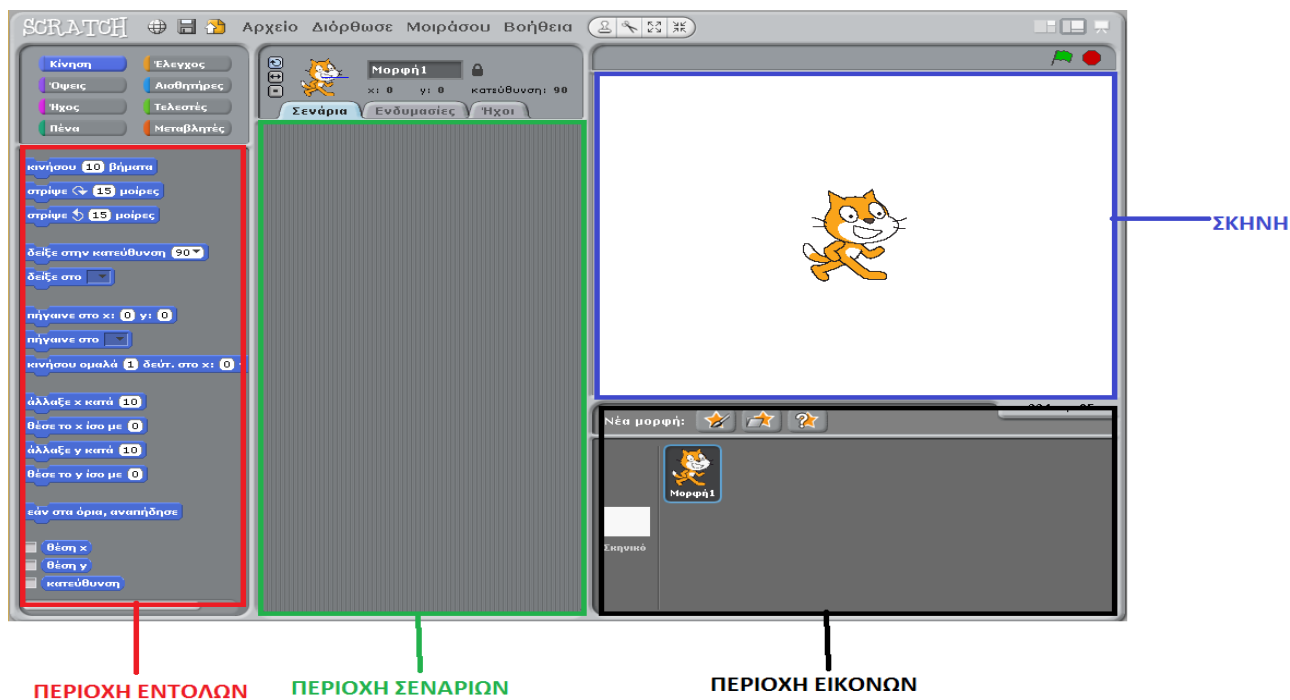 SCRATCH Αρχείο Διόρθωσε Μοιράσου Βοήθεια
Κίνηση Έλεγχος
Όψεις Αισθητήρες
Ήχος Τελεστές
Πένα Μεταβλητές
κινήσου 10 βήματα
στρίψε 15 μοίρες
στρίψε 15 μοίρες
δείξε στην κατεύθυνση 90
δείξε στο
πήγαινε στο x: 0 y: 0
πήγαινε στο
κινήσου ομαλά 1 δεύτ. στο x: 0
άλλαξε x κατά 10
θέσε το x ίσο με 0
άλλαξε y κατά 10
θέσε το y ίσο με 0
εάν στα όρια, αναπήδησε
θέση x
θέση y
κατεύθυνση
Μορφή1
x: 0 y: 0 κατεύθυνση: 90
Σενάρια Ενδυμασίες Ήχοι
ΣΚΗΝΗ
Νέα μορφή:
Μορφή1
Σκηνικό
ΠΕΡΙΟΧΗ ΕΝΤΟΛΩΝ
ΠΕΡΙΟΧΗ ΣΕΝΑΡΙΩΝ
ΠΕΡΙΟΧΗ ΕΙΚΟΝΩΝ